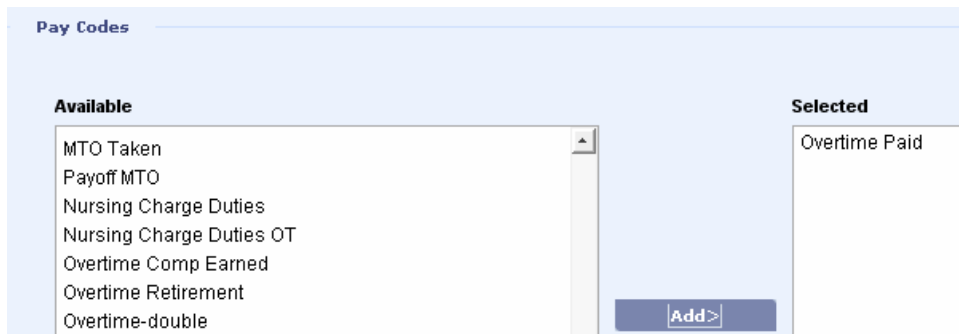 Pay Codes
Available
Selected
MTO Taken
Overtime Paid
Payoff MTO
Nursing Charge Duties
Nursing Charge Duties OT
Overtime Comp Earned
Overtime Retirement
Overtime-double
Add>